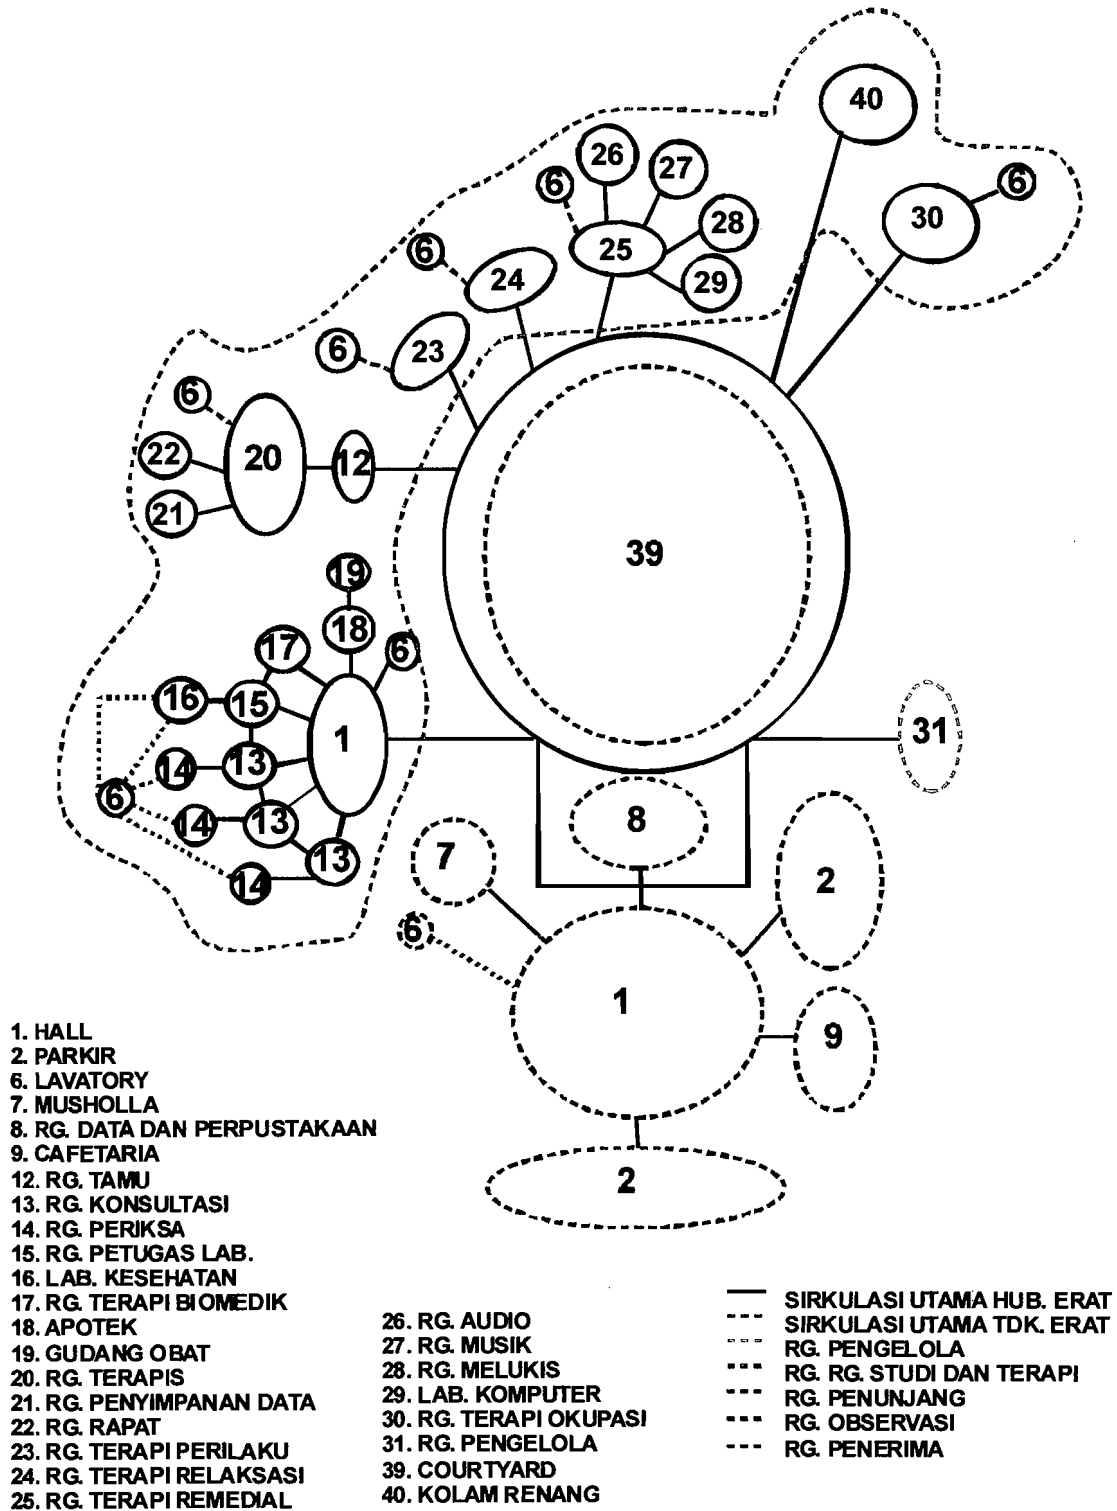 40
26
27
6
6
30
28
25
6
24
29
6
23
6
20
12
22
21
39
19
18
17
6
16
15
1
31
13
14
6
8
14
13
13
7
2
14
6
1
9
2
1. HALL
2. PARKIR
6. LAVATORY
7. MUSHOLLA
8. RG. DATA DAN PERPUSTAKAAN
9. CAFETARIA
12. RG. TAMU
13. RG. KONSULTASI
14. RG. PERIKSA
15. RG. PETUGAS LAB.
16. LAB. KESEHATAN
17. RG. TERAPI BIOMEDIK
18. APOTEK
19. GUDANG OBAT
20. RG. TERAPIS
21. RG. PENYIMPANAN DATA
22. RG. RAPAT
23. RG. TERAPI PERILAKU
24. RG. TERAPI RELAKSASI
25. RG. TERAPI REMEDIAL
26. RG. AUDIO
27. RG. MUSIK
28. RG. MELUKIS
29. LAB. KOMPUTER
30. RG. TERAPI OKUPASI
31. RG. PENGELOLA
39. COURTYARD
40. KOLAM RENANG
SIRKULASI UTAMA HUB. ERAT
SIRKULASI UTAMA TDK. ERAT
RG. PENGELOLA
RG. RG. STUDI DAN TERAPI
RG. PENUNJANG
RG. OBSERVASI
RG. PENERIMA